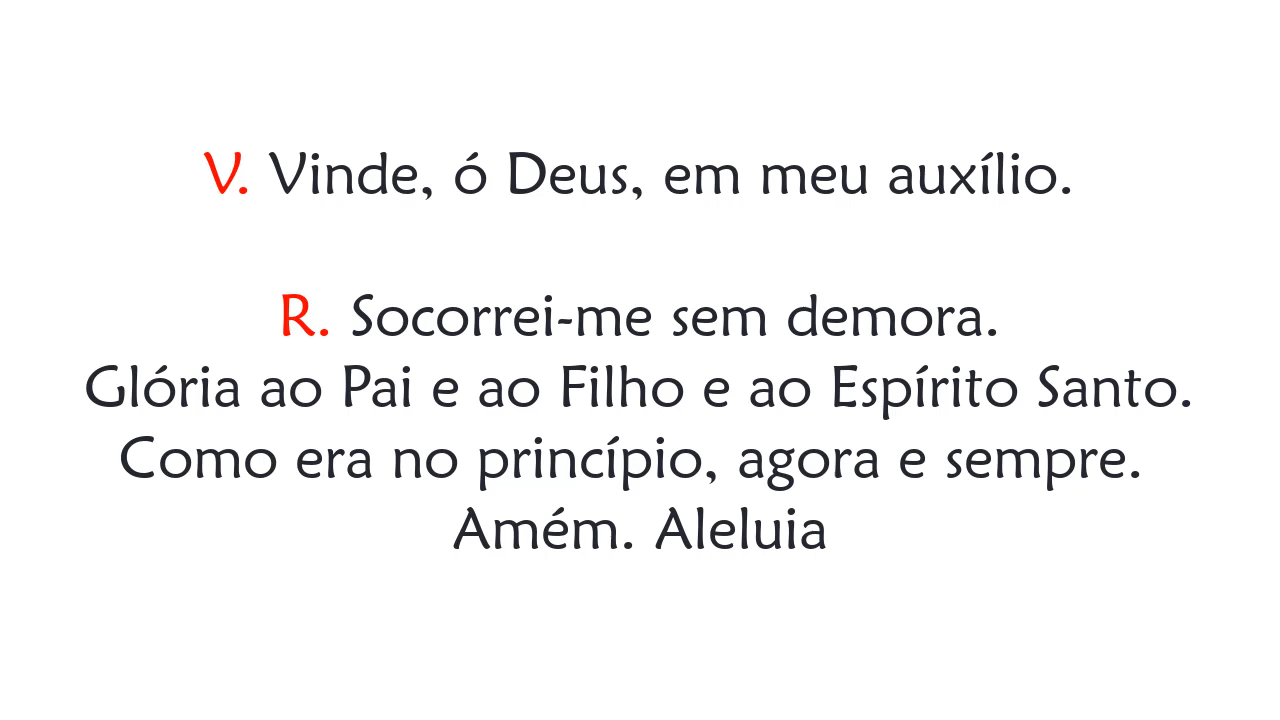 V. Vinde, ó Deus, em meu auxílio.
R. Socorrei-me sem demora.
Glória ao Pai e ao Filho e ao Espírito Santo.
Como era no princípio, agora e sempre.
Amém. Aleluia